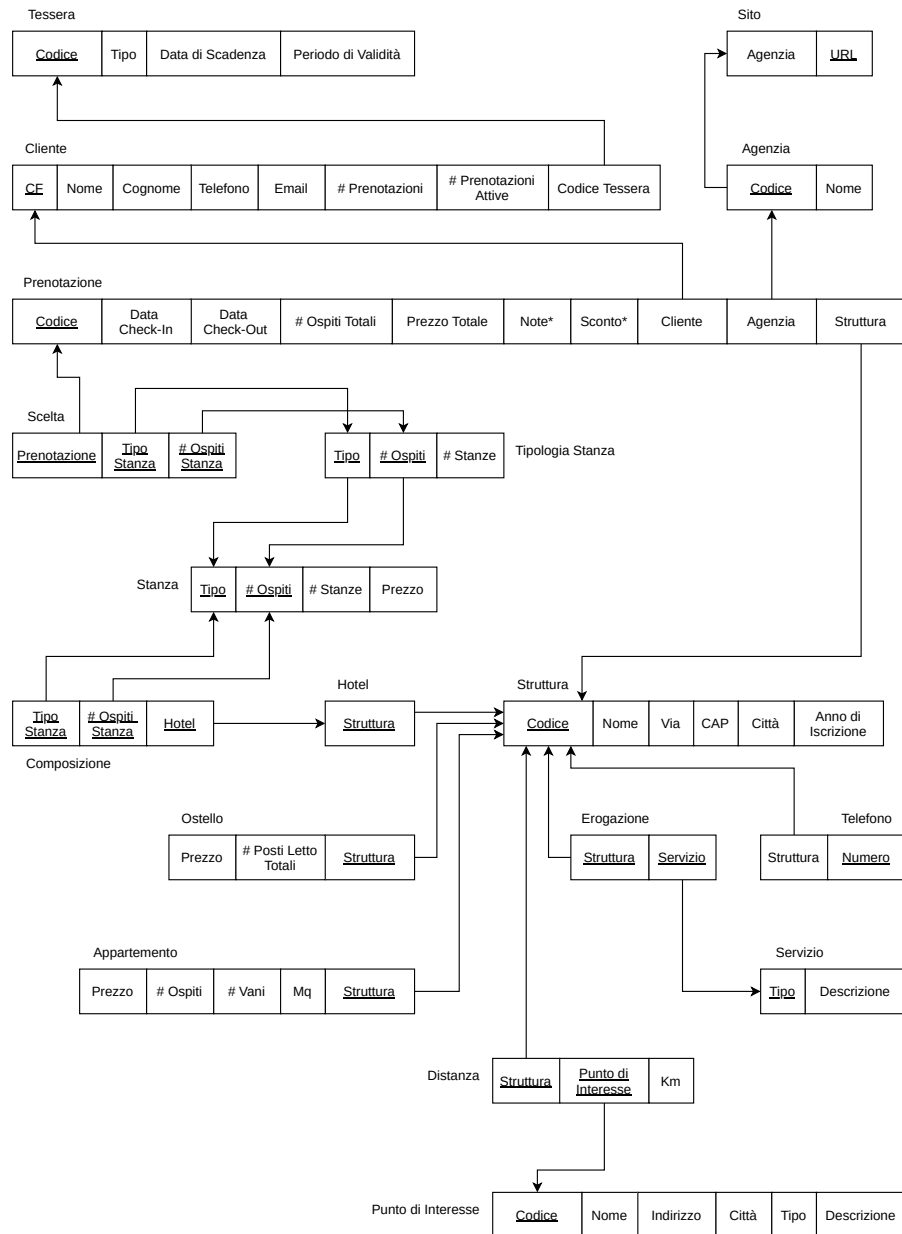 Tessera
Sito
Codice
Tipo
Data di Scadenza
Periodo di Validità
Agenzia
URL
Cliente
Agenzia
CF
Nome
Cognome
Telefono
Email
# Prenotazioni
# Prenotazioni
Attive
Codice Tessera
Codice
Nome
Prenotazione
Codice
Data
Check-In
Data
Check-Out
# Ospiti Totali
Prezzo Totale
Note*
Sconto*
Cliente
Agenzia
Struttura
Scelta
Prenotazione
Tipo
Stanza
# Ospiti
Stanza
Tipo
# Ospiti
# Stanze
Tipologia Stanza
Stanza
Tipo
# Ospiti
# Stanze
Prezzo
Hotel
Struttura
Tipo
Stanza
# Ospiti
Stanza
Hotel
Struttura
Codice
Nome
Via
CAP
Città
Anno di
Iscrizione
Composizione
Ostello
Erogazione
Telefono
Prezzo
# Posti Letto
Totali
Struttura
Struttura
Servizio
Struttura
Numero
Appartemento
Servizio
Prezzo
# Ospiti
# Vani
Mq
Struttura
Tipo
Descrizione
Distanza
Struttura
Punto di
Interesse
Km
Punto di Interesse
Codice
Nome
Indirizzo
Città
Tipo
Descrizione